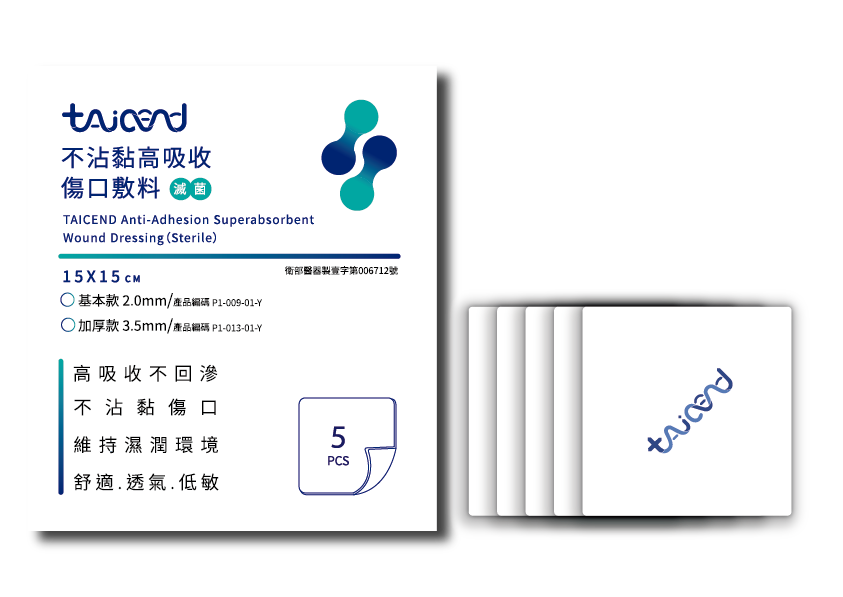 TAICEND
不沾黏高吸收
傷口敷料 滅菌
TAICEND Anti-Adhesion Superabsorbent
Wound Dressing(Sterile)
15X15 CM
衛部醫器製壹字第006712號
基本款 2.0mm/產品編碼 P1-009-01-Y
加厚款 3.5mm/產品編碼 P1-013-01-Y
高吸收不回滲
不沾黏傷口
維持濕潤環境
舒適.透氣.低敏
5
PCS
TAICEND